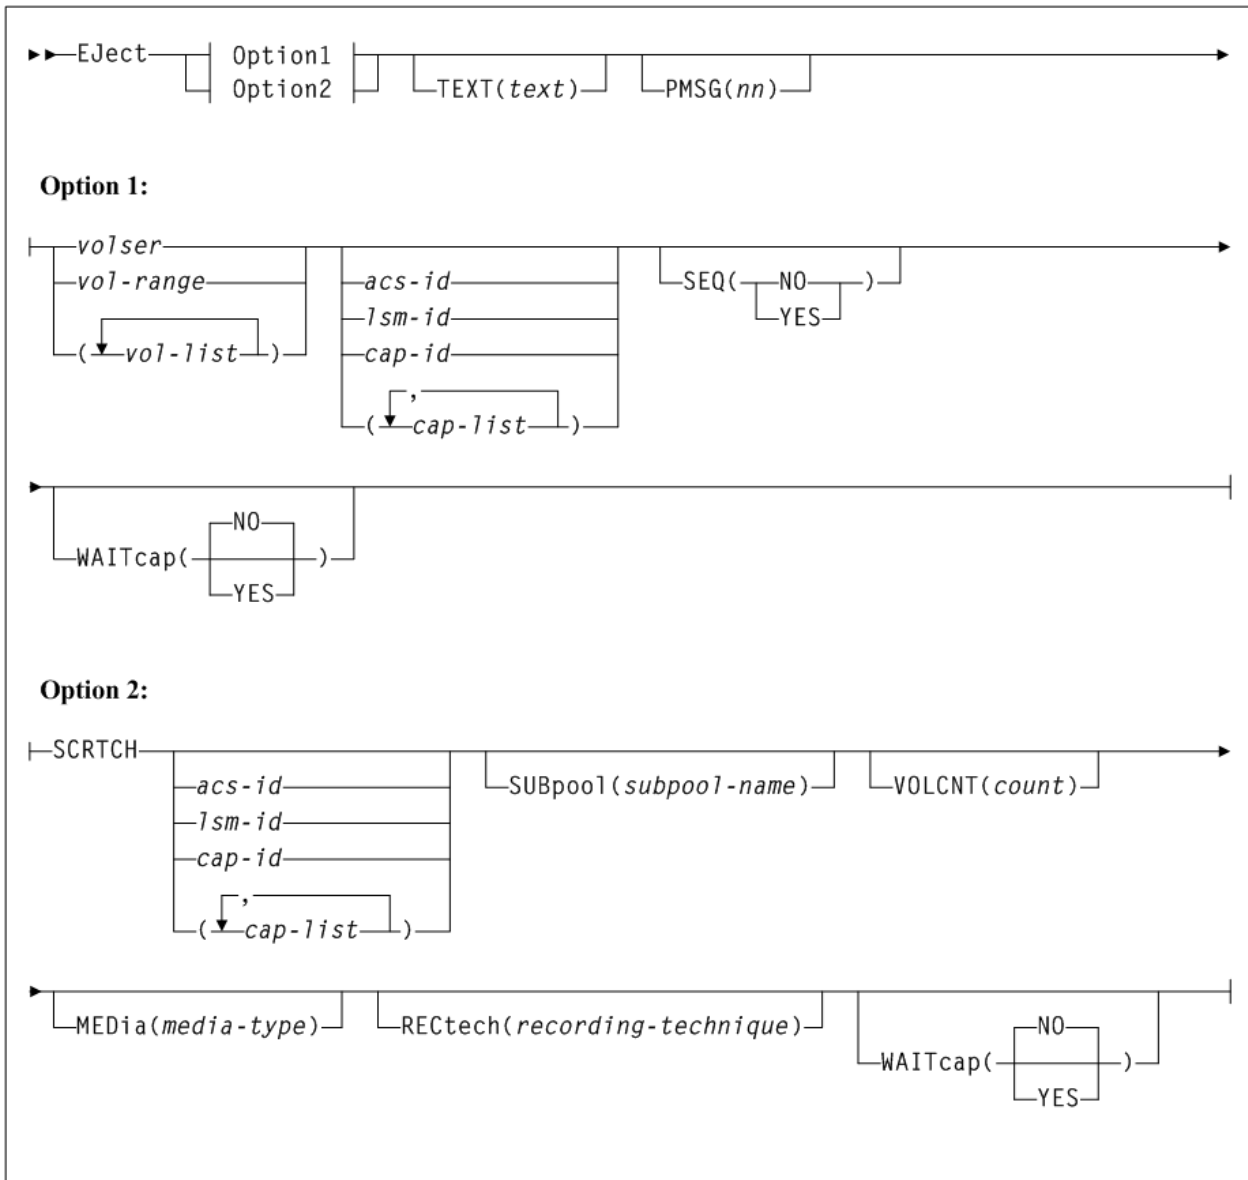 EJect Option1 TEXT(text) PMSG(nn)
Option2
Option 1:
volser acs-id SEQ( NO )
vol-range lsm-id YES
(vol-list) cap-id
,
(cap-list)
NO
WAITcap( )
YES
Option 2:
SCRTCH SUBpool(subpool-name) VOLCNT(count)
acs-id
lsm-id
cap-id
,
(cap-list)
MEDia(media-type) RECtech(recording-technique) WAITcap( NO )
YES